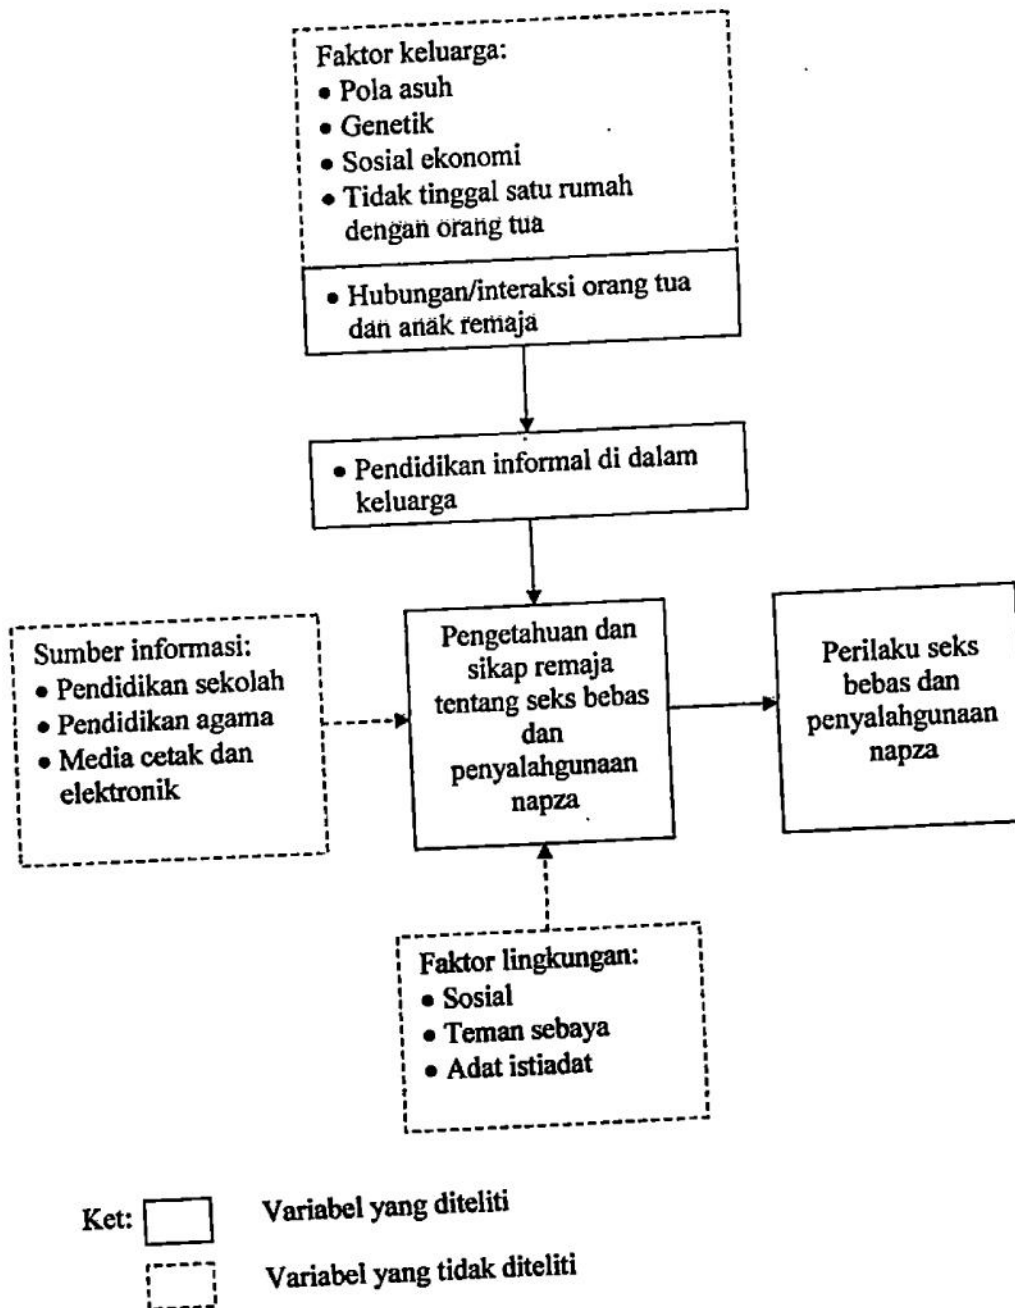 Faktor keluarga:
• Pola asuh
• Genetik
• Sosial ekonomi
• Tidak tinggal satu rumah
dengan orang tua
• Hubungan/interaksi orang tua
dan anak remaja
• Pendidikan informal di dalam
keluarga
Sumber informasi:
• Pendidikan sekolah
• Pendidikan agama
• Media cetak dan
elektronik
Pengetahuan dan
sikap remaja
tentang seks bebas
dan
penyalahgunaan
napza
Perilaku seks
bebas dan
penyalahgunaan
napza
Faktor lingkungan:
• Sosial
• Teman sebaya
• Adat istiadat
Ket:
Variabel yang diteliti
Variabel yang tidak diteliti